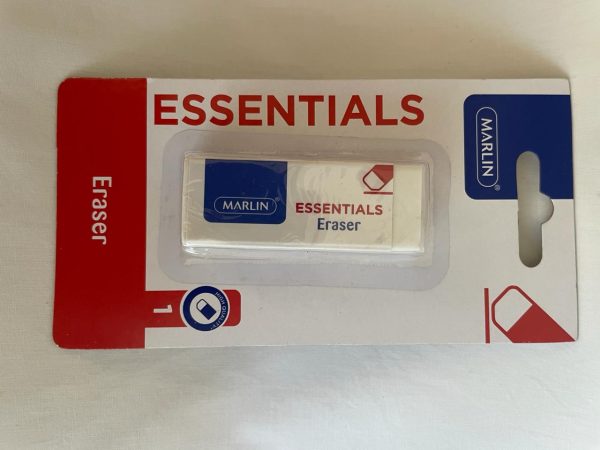 ESSENTIALS
MARLIN
Eraser
MARLIN
ESSENTIALS
Eraser
1